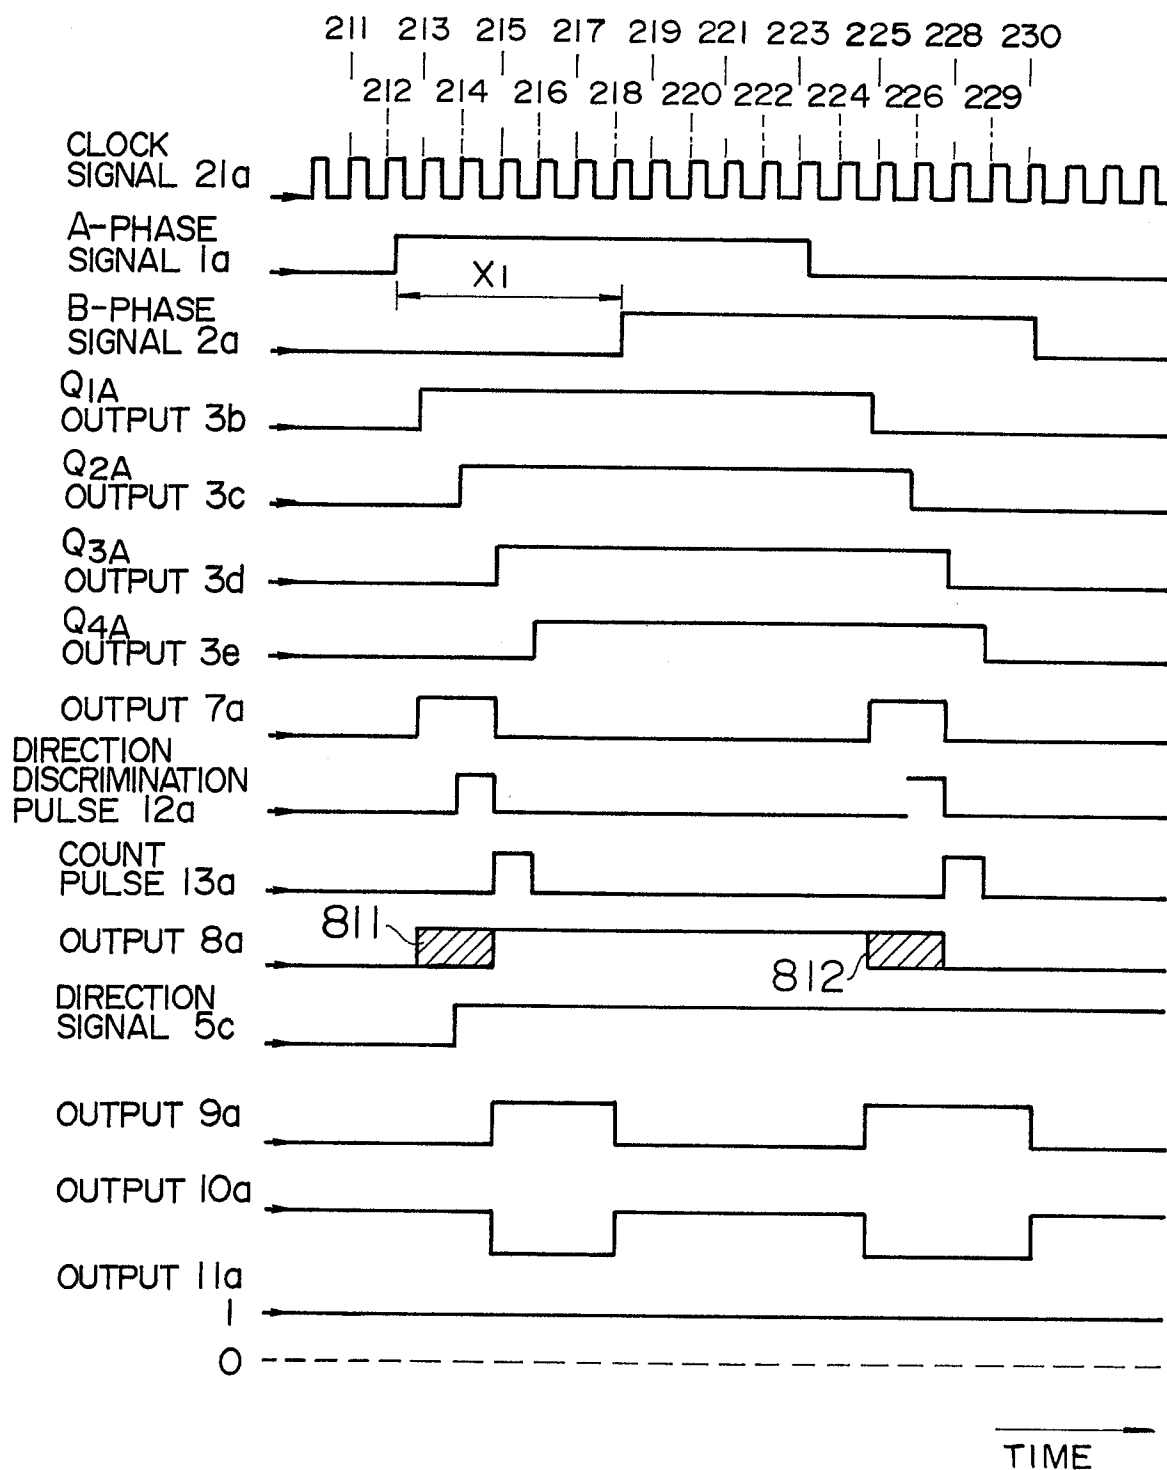 211 213 215 217 219 221 223 225 228 230
212 214 216 218 220 222 224 226 229
CLOCK
SIGNAL 21a
A-PHASE
SIGNAL 1a
X1
B-PHASE
SIGNAL 2a
Q1A
OUTPUT 3b
Q2A
OUTPUT 3c
Q3A
OUTPUT 3d
Q4A
OUTPUT 3e
OUTPUT 7a
DIRECTION
DISCRIMINATION
PULSE 12a
COUNT
PULSE 13a
811
OUTPUT 8a
812
DIRECTION
SIGNAL 5c
OUTPUT 9a
OUTPUT 10a
OUTPUT 11a
1
0
TIME